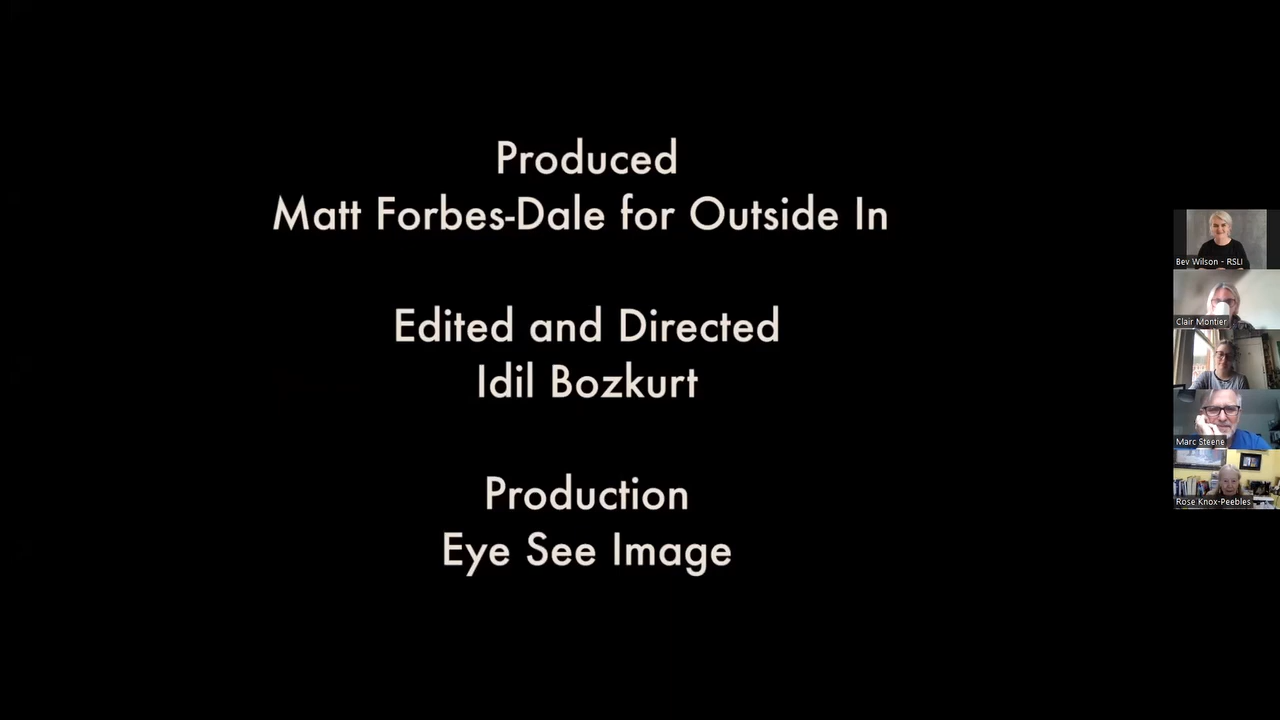 Produced
Matt Forbes-Dale for Outside In
Edited and Directed
Idil Bozkurt
Production
Eye See Image
Bev Wilson - RSLI
Clair Montier
Marc Steene
Rose Knox-Peebles